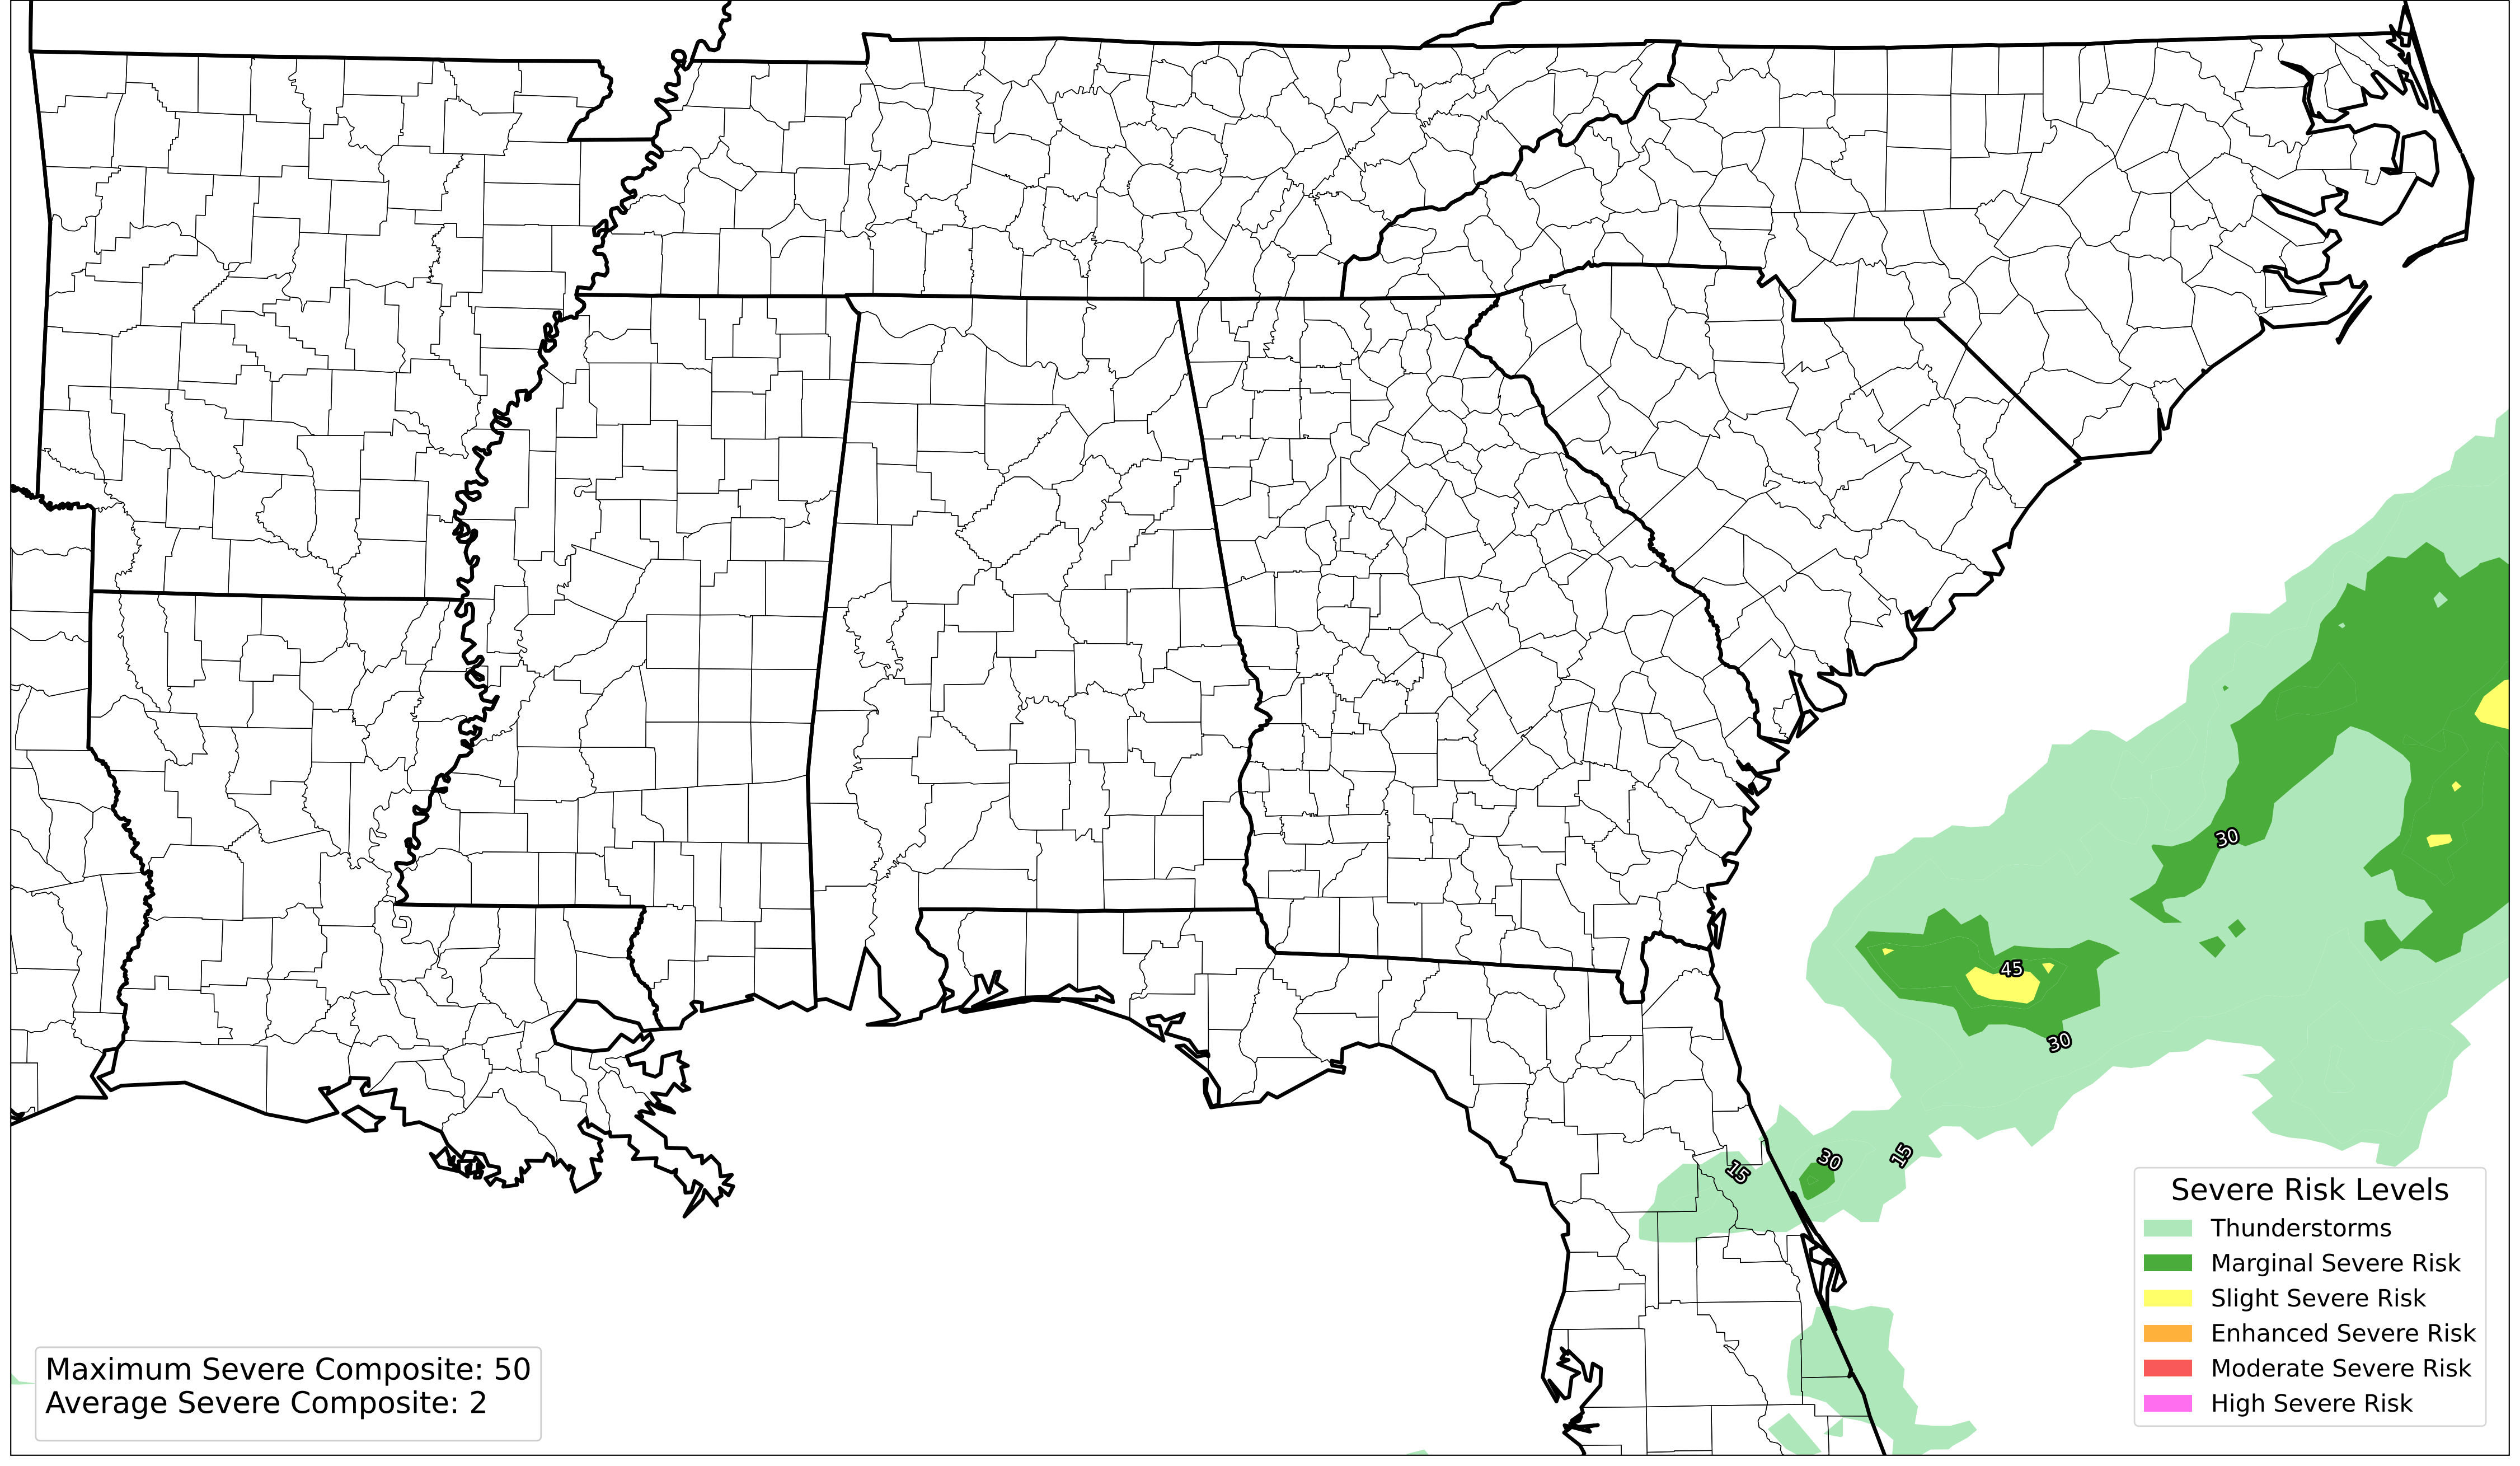 30
45
30
15
30
15
Severe Risk Levels
Thunderstorms
Marginal Severe Risk
Slight Severe Risk
Enhanced Severe Risk
Moderate Severe Risk
High Severe Risk
Maximum Severe Composite: 50
Average Severe Composite: 2